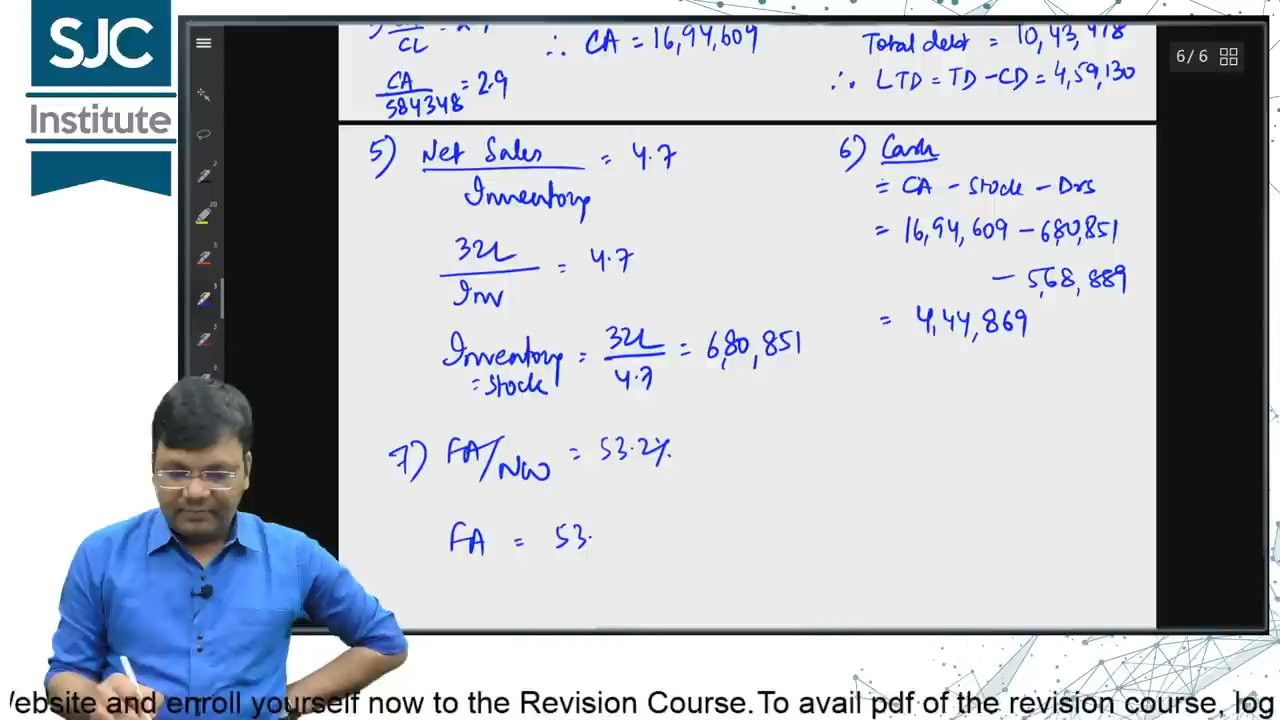 SJC
Institute
CL
∴ CA = 16,94,609
CA/584348 = 2.9
Total debt = 10,43,478
∴ LTD = TD - CD = 4,59,130
6/6
5) Net Sales / Inventory = 4.7
32L / Inv = 4.7
Inventory = 32L / 4.7 = 680,851
= Stock
6) Cash
= CA - Stock - Drs
= 16,94,609 - 680,851
- 5,68,889
= 4,44,869
7) FA/NW = 53.2%
FA = 53.
Website and enroll yourself now to the Revision Course.To avail pdf of the revision course, log